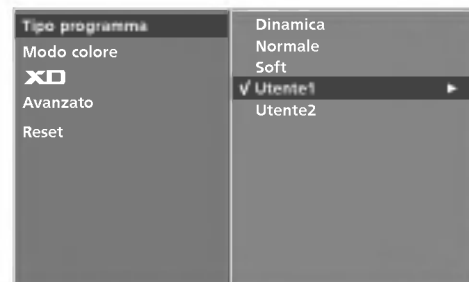 Tipo programma
Modo colore
XD
Avanzato
Reset
Dinamica
Normale
Soft
√ Utente1 ►
Utente2